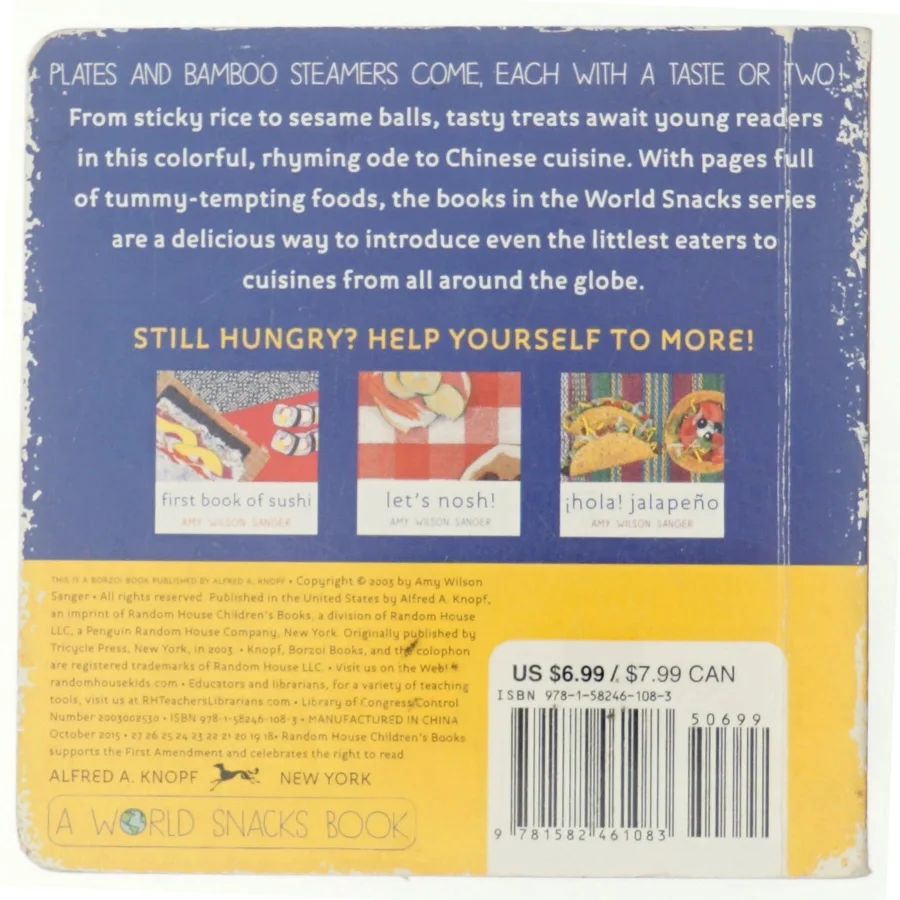 PLATES AND BAMBOO STEAMERS COME, EACH WITH A TASTE OR TWO!
From sticky rice to sesame balls, tasty treats await young readers
in this colorful, rhyming ode to Chinese cuisine. With pages full
of tummy-tempting foods, the books in the World Snacks series
are a delicious way to introduce even the littlest eaters to
cuisines from all around the globe.
STILL HUNGRY? HELP YOURSELF TO MORE!
first book of sushi
AMY WILSON SANGER
let's nosh!
AMY WILSON SANGER
¡hola! jalapeño
AMY WILSON SANGER
THIS IS A BORZOI BOOK PUBLISHED BY ALFRED A. KNOPF • Copyright © 2003 by Amy Wilson
Sanger • All rights reserved. Published in the United States by Alfred A. Knopf,
an imprint of Random House Children's Books, a division of Random House
LLC, a Penguin Random House Company, New York. Originally published by
Tricycle Press, New York, in 2003. • Knopf, Borzoi Books, and the colophon
are registered trademarks of Random House LLC. • Visit us on the Web!
randomhousekids.com • Educators and librarians, for a variety of teaching
tools, visit us at RHTeachersLibrarians.com • Library of Congress Control
Number 2003002530 • ISBN 978-1-58246-108-3 • MANUFACTURED IN CHINA
October 2015 • 27 26 25 24 23 22 21 20 19 18 • Random House Children's Books
supports the First Amendment and celebrates the right to read
ALFRED A. KNOPF NEW YORK
A WORLD SNACKS BOOK
US $6.99 / $7.99 CAN
ISBN 978-1-58246-108-3
50699
9 781582 461083